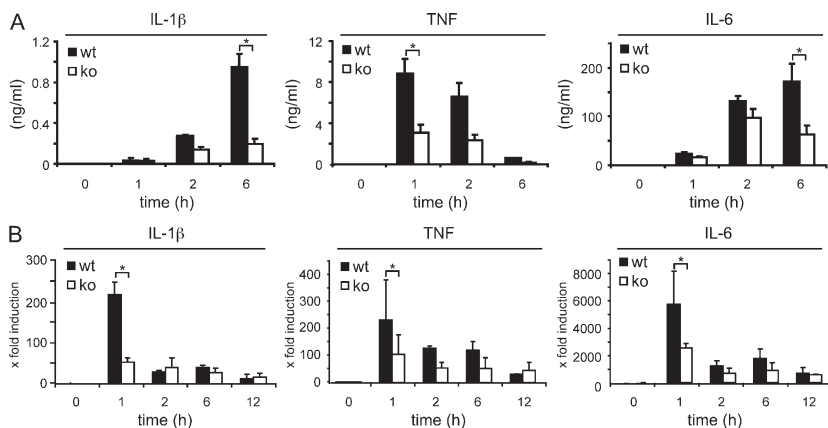 A
IL-1β
(ng/ml)
1.2
0.8
0.4
0
wt
ko
*
0 1 2 6
time (h)
TNF
(ng/ml)
12
8
4
0
wt
ko
*
0 1 2 6
time (h)
IL-6
(ng/ml)
200
100
0
wt
ko
*
0 1 2 6
time (h)
B
IL-1β
x fold induction
300
200
100
0
wt
ko
*
0 1 2 6 12
time (h)
TNF
x fold induction
400
300
200
100
0
wt
ko
*
0 1 2 6 12
time (h)
IL-6
x fold induction
8000
6000
4000
2000
0
wt
ko
*
0 1 2 6 12
time (h)